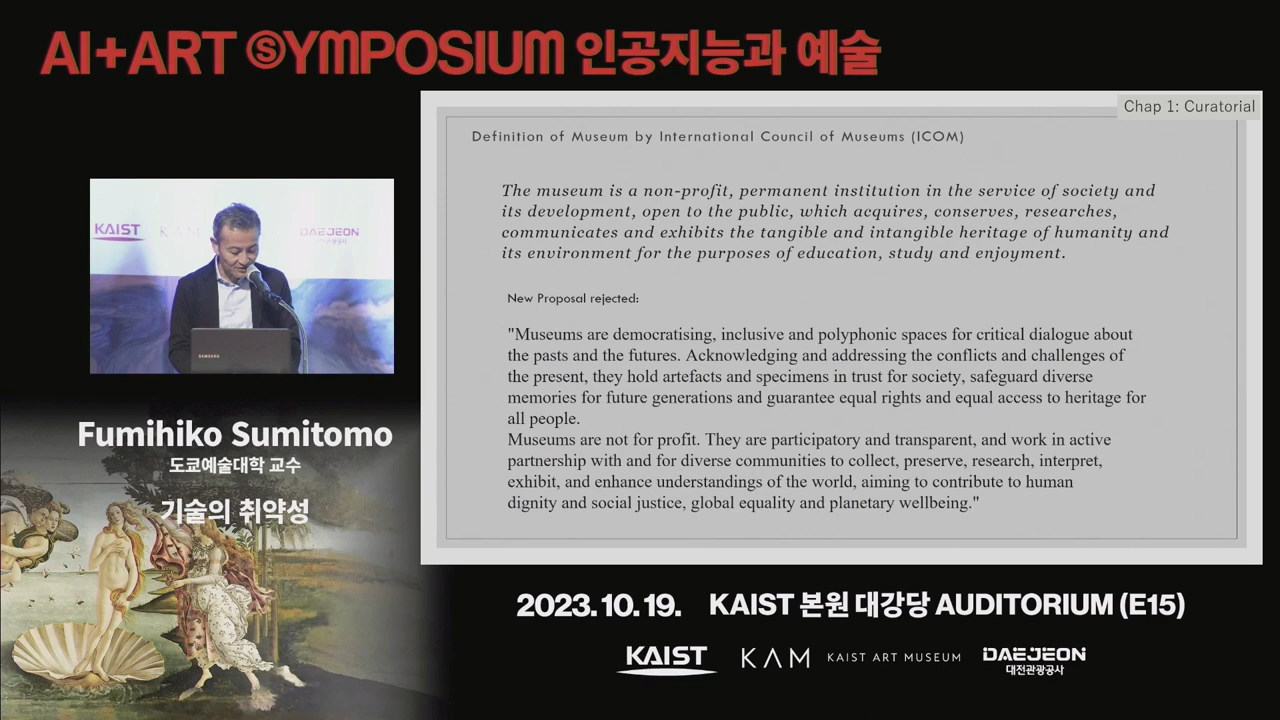 AI+ART ⓢYMPOSIUM 인공지능과 예술
Chap 1: Curatorial
Definition of Museum by International Council of Museums (ICOM)
The museum is a non-profit, permanent institution in the service of society and
its development, open to the public, which acquires, conserves, researches,
communicates and exhibits the tangible and intangible heritage of humanity and
its environment for the purposes of education, study and enjoyment.
New Proposal rejected:
"Museums are democratising, inclusive and polyphonic spaces for critical dialogue about
the pasts and the futures. Acknowledging and addressing the conflicts and challenges of
the present, they hold artefacts and specimens in trust for society, safeguard diverse
memories for future generations and guarantee equal rights and equal access to heritage for
all people.
Museums are not for profit. They are participatory and transparent, and work in active
partnership with and for diverse communities to collect, preserve, research, interpret,
exhibit, and enhance understandings of the world, aiming to contribute to human
dignity and social justice, global equality and planetary wellbeing."
KAIST
DAEJEON
SAMSUNG
Fumihiko Sumitomo
도쿄예술대학 교수
기술의 취약성
2023.10.19. KAIST 본원 대강당 AUDITORIUM (E15)
KAIST
KAM KAIST ART MUSEUM
DAEJEON
대전관광공사